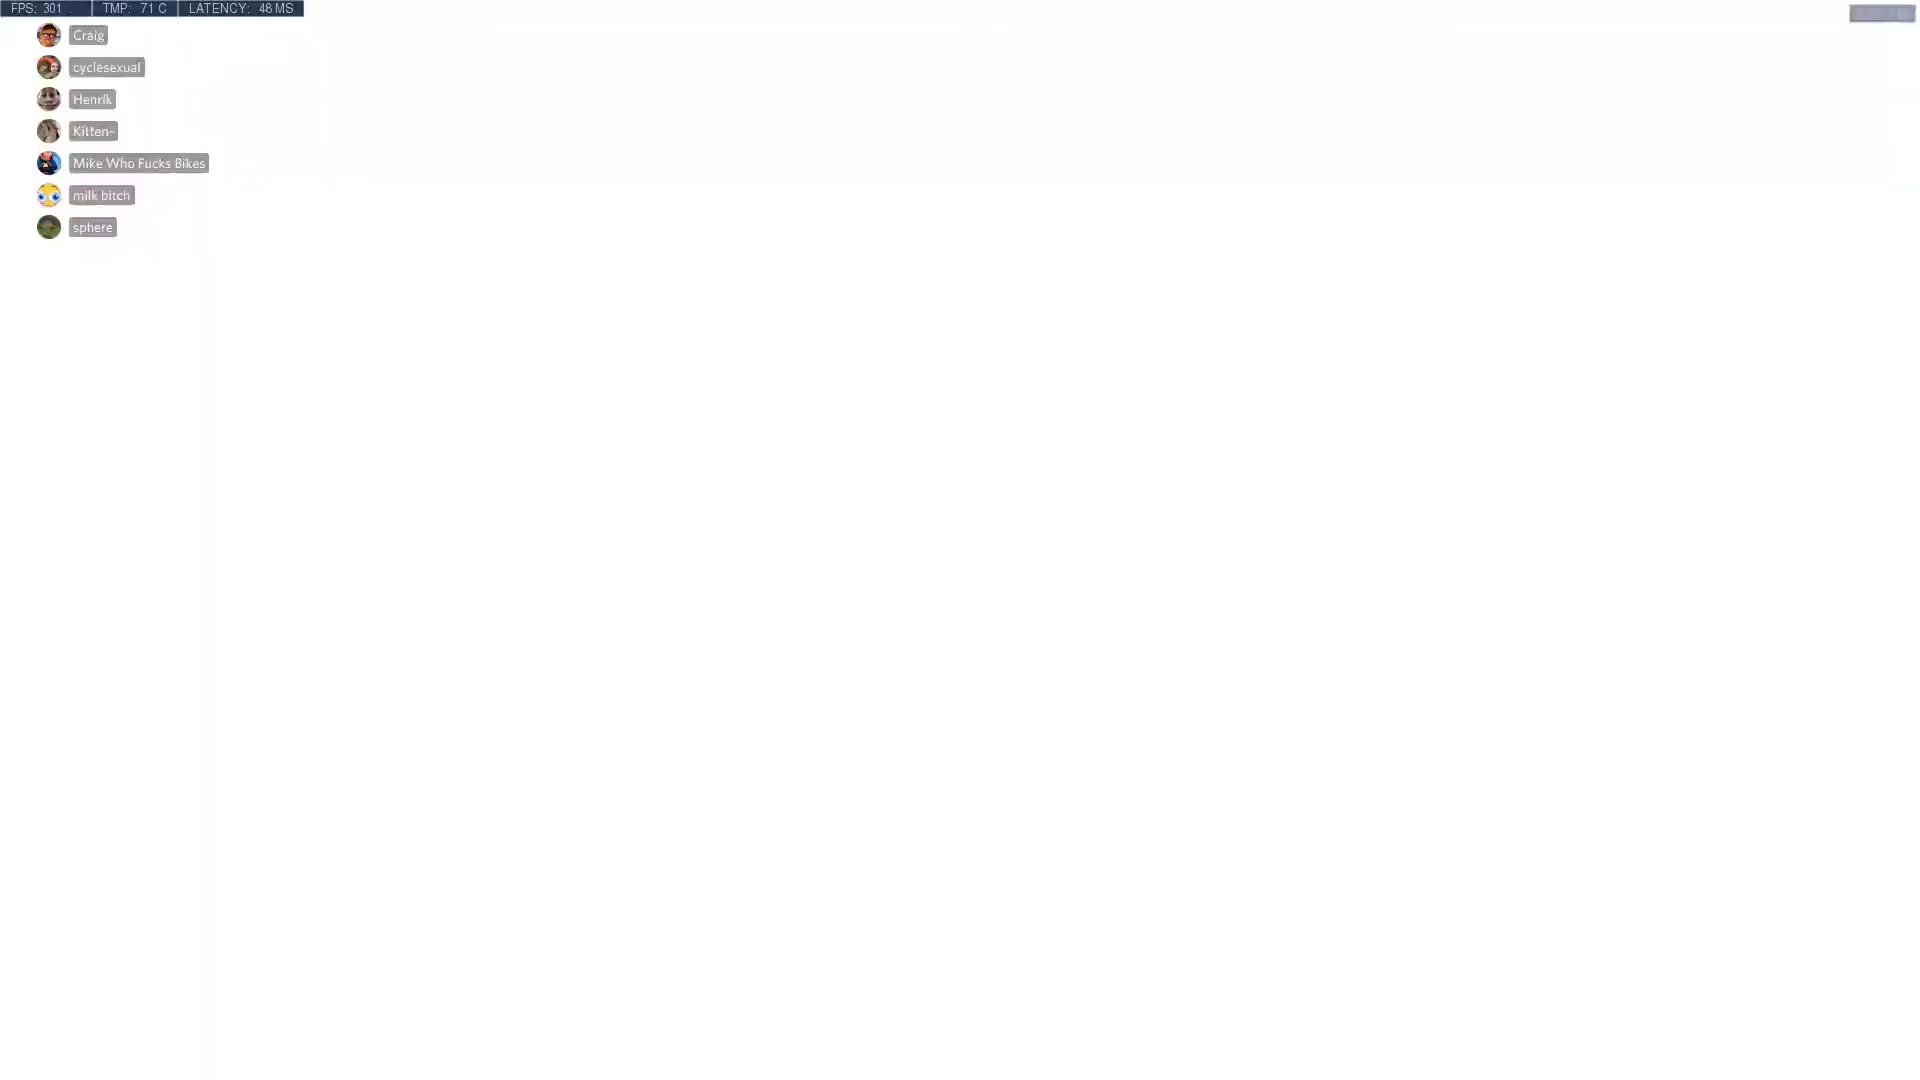 FPS: 301 TMP: 71 C LATENCY: 48 MS
Craig
cyclesexual
Henrik
Kitten~
Mike Who Fucks Bikes
milk bitch
sphere